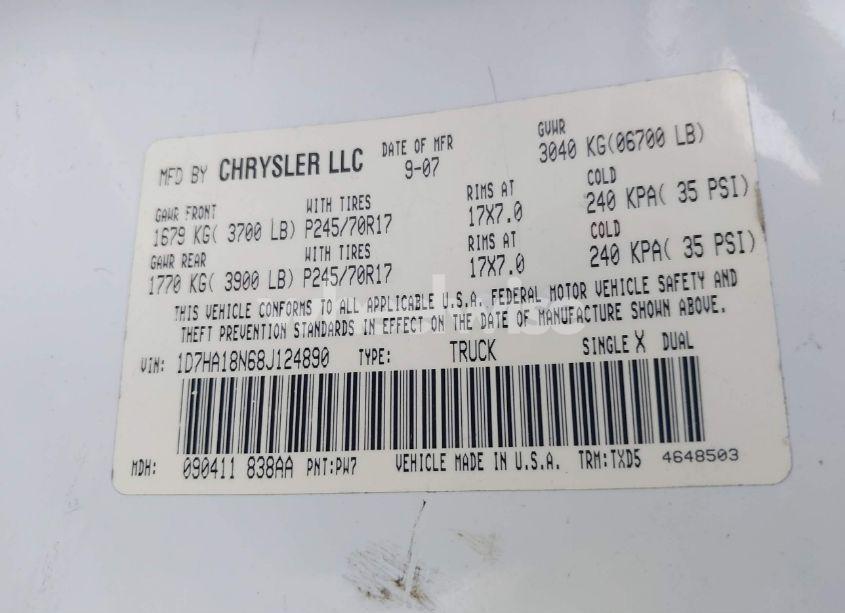 MFD BY CHRYSLER LLC DATE OF MFR 9-07 GVWR 3040 KG(06700 LB)
GAWR FRONT WITH TIRES RIMS AT COLD
1679 KG( 3700 LB) P245/70R17 17X7.0 240 KPA( 35 PSI)
GAWR REAR WITH TIRES RIMS AT COLD
1770 KG( 3900 LB) P245/70R17 17X7.0 240 KPA( 35 PSI)
THIS VEHICLE CONFORMS TO ALL APPLICABLE U.S.A. FEDERAL MOTOR VEHICLE SAFETY AND
THEFT PREVENTION STANDARDS IN EFFECT ON THE DATE OF MANUFACTURE SHOWN ABOVE.
VIN: 1D7HA18N68J124890 TYPE: TRUCK SINGLE X DUAL
MDH: 090411 838AA PNT:PW7 VEHICLE MADE IN U.S.A. TRM:TXD5 4648503